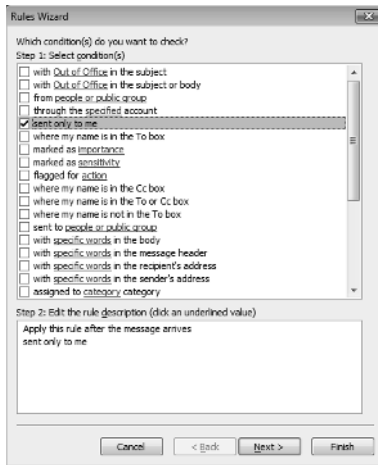 Rules Wizard
Which condition(s) do you want to check?
Step 1: Select condition(s)
with Out of Office in the subject
with Out of Office in the subject or body
from people or public group
through the specified account
sent only to me
where my name is in the To box
marked as importance
marked as sensitivity
flagged for action
where my name is in the Cc box
where my name is in the To or Cc box
where my name is not in the To box
sent to people or public group
with specific words in the body
with specific words in the message header
with specific words in the recipient's address
with specific words in the sender's address
assigned to category category
Step 2: Edit the rule description (click an underlined value)
Apply this rule after the message arrives
sent only to me
Cancel < Back Next > Finish